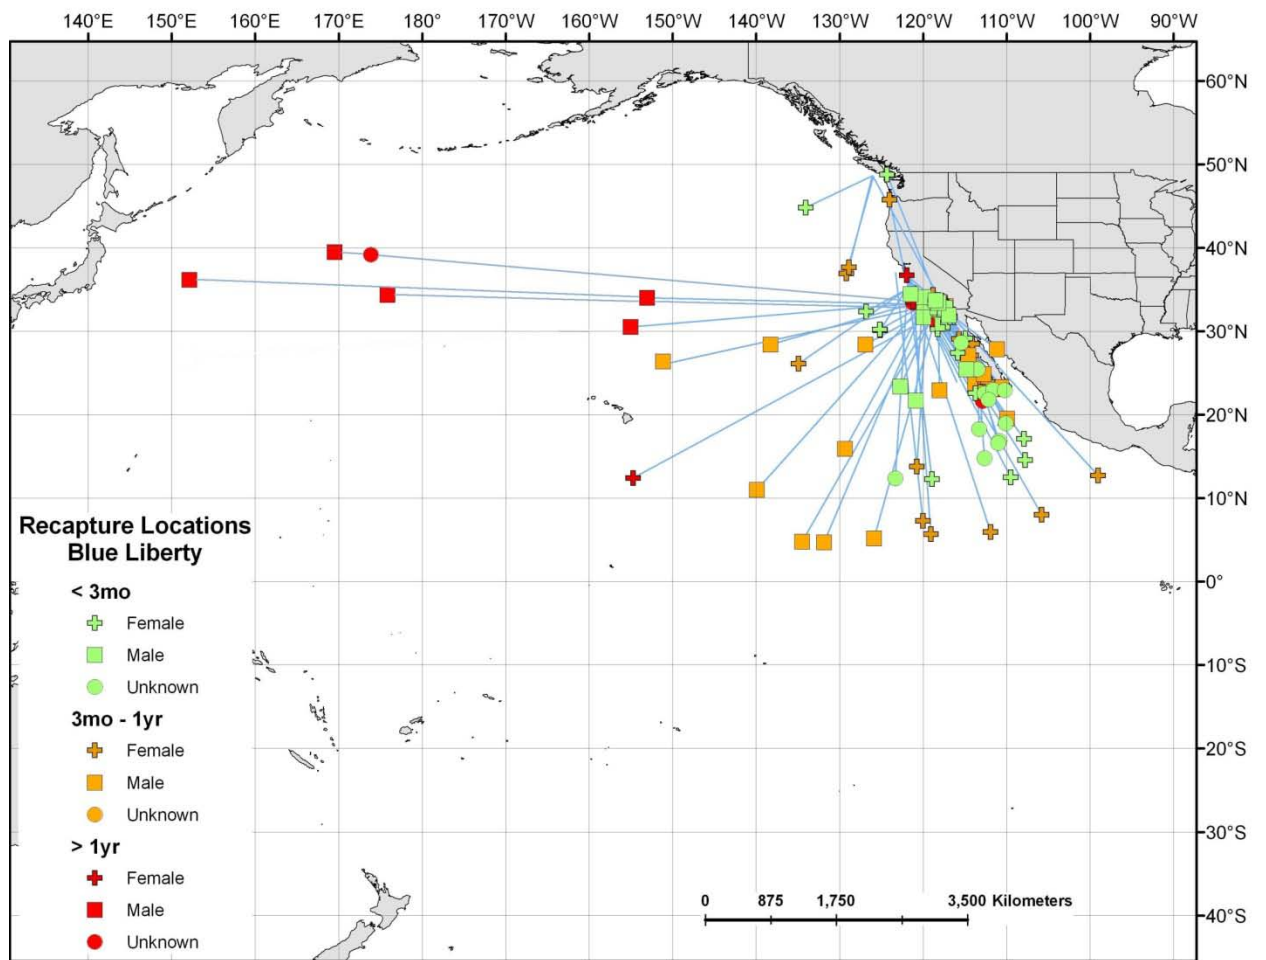 140°E 150°E 160°E 170°E 180° 170°W 160°W 150°W 140°W 130°W 120°W 110°W 100°W 90°W
60°N
50°N
40°N
30°N
20°N
10°N
0°
10°S
20°S
30°S
40°S
Recapture Locations
Blue Liberty
< 3mo
Female
Male
Unknown
3mo - 1yr
Female
Male
Unknown
> 1yr
Female
Male
Unknown
0 875 1,750 3,500 Kilometers